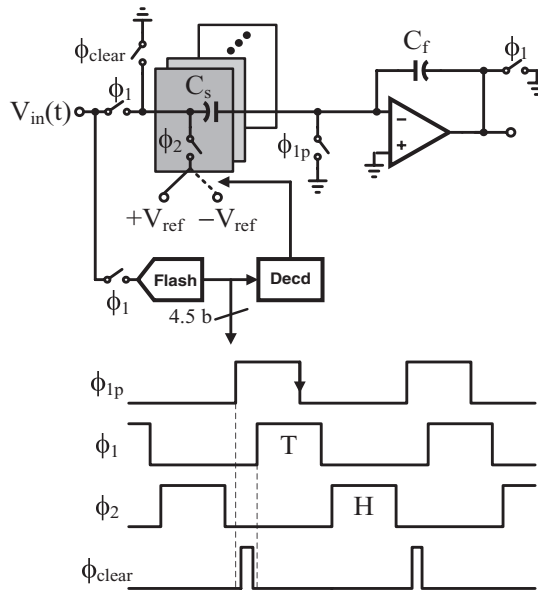 ϕclear
ϕ1
Cf
ϕ1
Vin(t)
Cs
ϕ2
ϕ1p
−
+
+Vref −Vref
Flash
Decd
ϕ1
4.5 b
ϕ1p
ϕ1
T
ϕ2
H
ϕclear